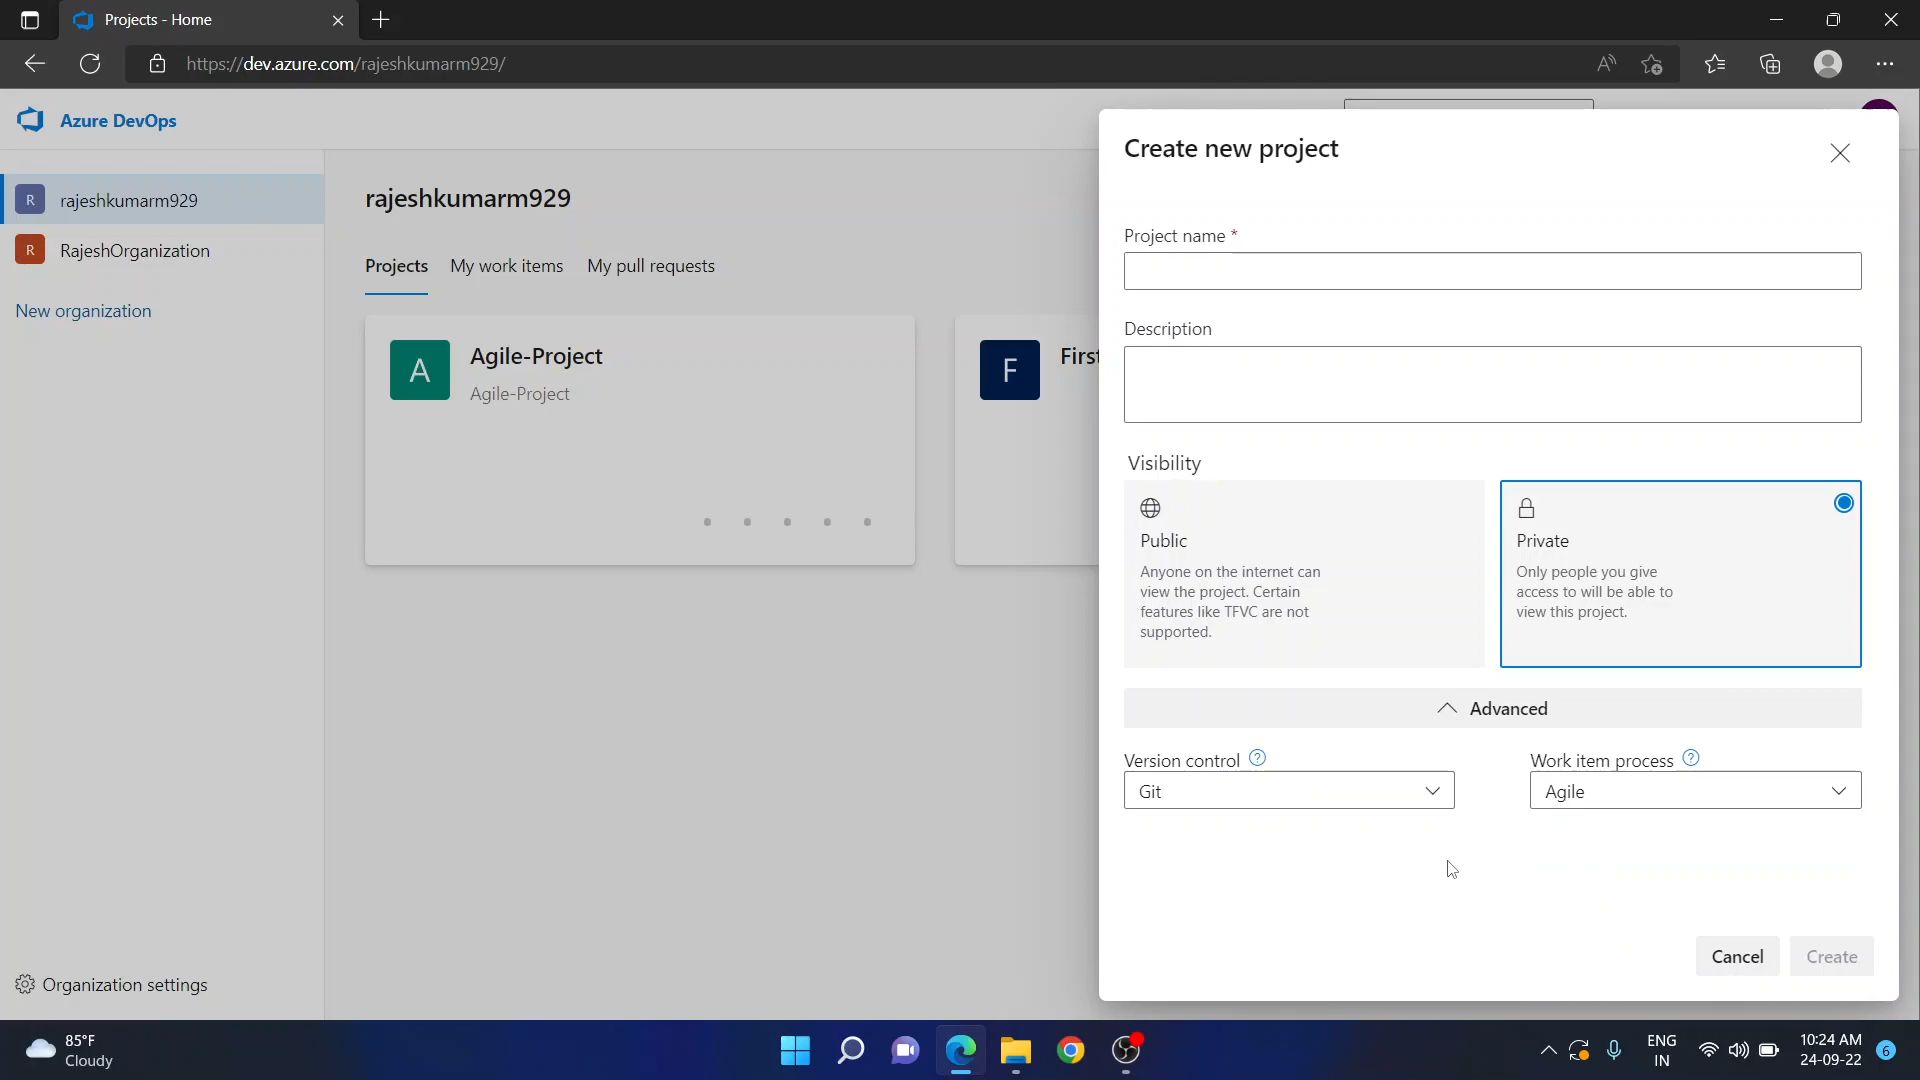 Projects - Home
https://dev.azure.com/rajeshkumarm929/
Azure DevOps
R rajeshkumarm929
R RajeshOrganization
New organization
Organization settings
rajeshkumarm929
Projects My work items My pull requests
A Agile-Project
Agile-Project
F First
Create new project
Project name *
Description
Visibility
Public
Anyone on the internet can
view the project. Certain
features like TFVC are not
supported.
Private
Only people you give
access to will be able to
view this project.
Advanced
Version control ?
Git
Work item process ?
Agile
Cancel Create
85°F
Cloudy
ENG
IN
10:24 AM
24-09-22
6